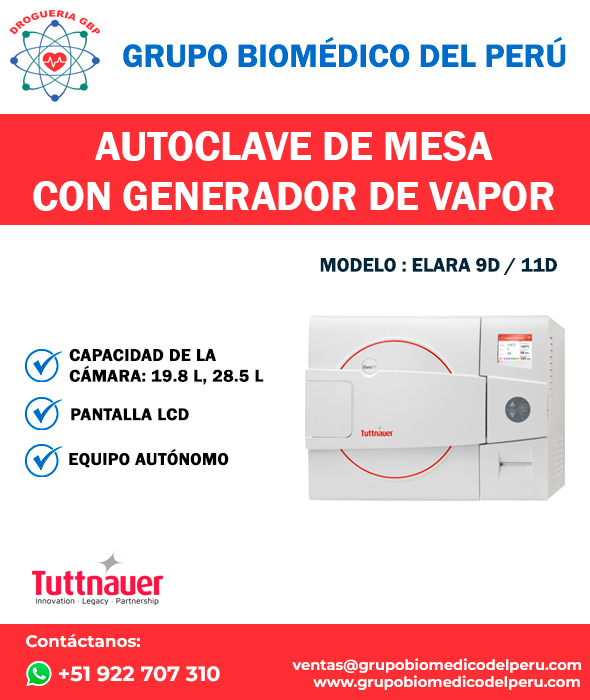 DROGUERIA GBP
GRUPO BIOMÉDICO DEL PERÚ
AUTOCLAVE DE MESA
CON GENERADOR DE VAPOR
MODELO : ELARA 9D / 11D
CAPACIDAD DE LA
CÁMARA: 19.8 L, 28.5 L
PANTALLA LCD
EQUIPO AUTÓNOMO
Tuttnauer
Tuttnauer
Innovation · Legacy · Partnership
Contáctanos:
+51 922 707 310
ventas@grupobiomedicodelperu.com
www.grupobiomedicodelperu.com